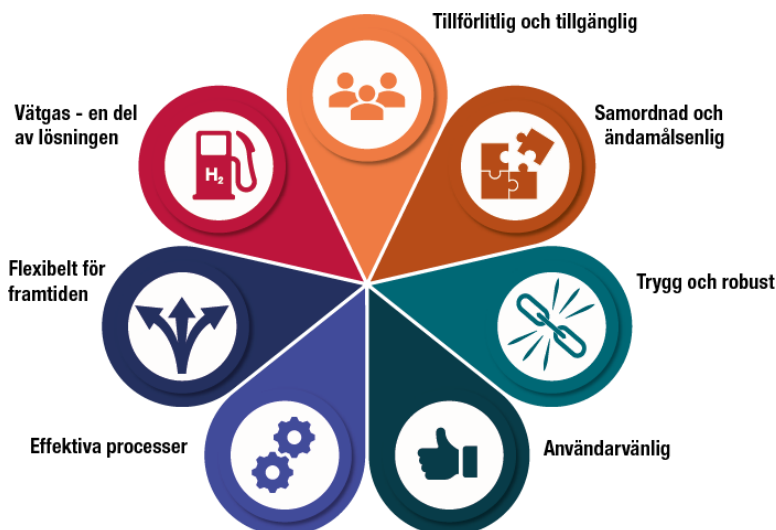 Tillförlitlig och tillgänglig
Samordnad och
ändamålsenlig
Trygg och robust
Användarvänlig
Effektiva processer
Flexibelt för
framtiden
Vätgas - en del
av lösningen
H₂